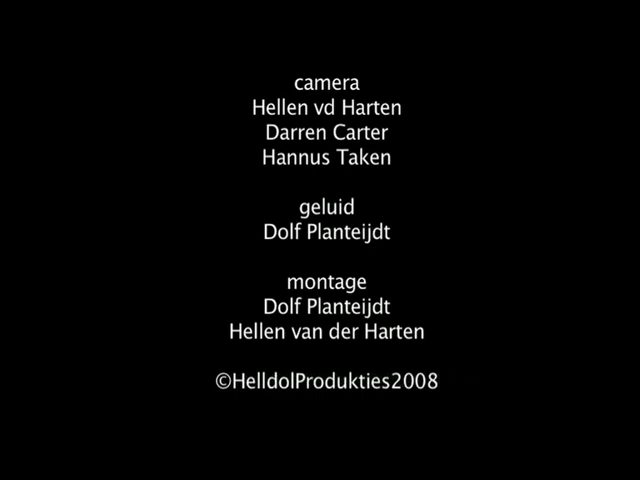 camera
Hellen vd Harten
Darren Carter
Hannus Taken
geluid
Dolf Planteijdt
montage
Dolf Planteijdt
Hellen van der Harten
©HelldolProdukties2008